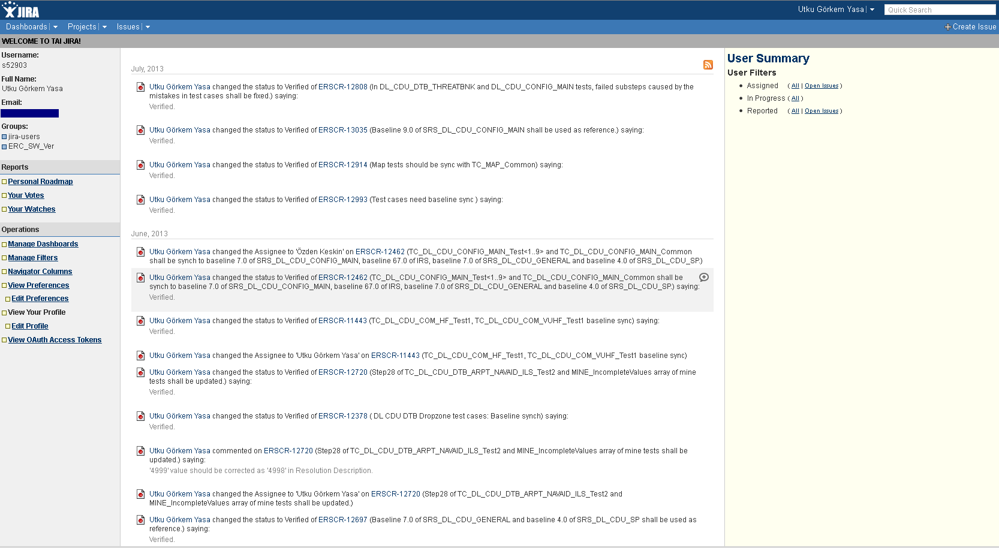 JIRA
Utku Görkem Yasa
Quick Search
Dashboards
Projects
Issues
Create Issue
WELCOME TO TAI JIRA!
Username:
s52903
Full Name:
Utku Görkem Yasa
Email:
Groups:
jira-users
ERC_SW_Ver
Reports
Personal Roadmap
Your Votes
Your Watches
Operations
Manage Dashboards
Manage Filters
Navigator Columns
View Preferences
Edit Preferences
View Your Profile
Edit Profile
View OAuth Access Tokens
July, 2013
Utku Görkem Yasa changed the status to Verified of ERSCR-12808 (In DL_CDU_DTB_THREATBNK and DL_CDU_CONFIG_MAIN tests, failed substeps caused by the
mistakes in test cases shall be fixed.) saying:
Verified.
Utku Görkem Yasa changed the status to Verified of ERSCR-13035 (Baseline 9.0 of SRS_DL_CDU_CONFIG_MAIN shall be used as reference.) saying:
Verified.
Utku Görkem Yasa changed the status to Verified of ERSCR-12914 (Map tests should be sync with TC_MAP_Common) saying:
Verified.
Utku Görkem Yasa changed the status to Verified of ERSCR-12993 (Test cases need baseline sync ) saying:
Verified.
June, 2013
Utku Görkem Yasa changed the Assignee to 'Özden Keskin' on ERSCR-12462 (TC_DL_CDU_CONFIG_MAIN_Test<1..9> and TC_DL_CDU_CONFIG_MAIN_Common
shall be synch to baseline 7.0 of SRS_DL_CDU_CONFIG_MAIN, baseline 67.0 of IRS, baseline 7.0 of SRS_DL_CDU_GENERAL and baseline 4.0 of SRS_DL_CDU_SP.)
Utku Görkem Yasa changed the status to Verified of ERSCR-12462 (TC_DL_CDU_CONFIG_MAIN_Test<1..9> and TC_DL_CDU_CONFIG_MAIN_Common shall be
synch to baseline 7.0 of SRS_DL_CDU_CONFIG_MAIN, baseline 67.0 of IRS, baseline 7.0 of SRS_DL_CDU_GENERAL and baseline 4.0 of SRS_DL_CDU_SP.) saying:
Verified.
Utku Görkem Yasa changed the status to Verified of ERSCR-11443 (TC_DL_CDU_COM_HF_Test1, TC_DL_CDU_COM_VUHF_Test1 baseline sync) saying:
Verified.
Utku Görkem Yasa changed the Assignee to 'Utku Görkem Yasa' on ERSCR-11443 (TC_DL_CDU_COM_HF_Test1, TC_DL_CDU_COM_VUHF_Test1 baseline sync)
Utku Görkem Yasa changed the status to Verified of ERSCR-12720 (Step28 of TC_DL_CDU_DTB_ARPT_NAVAID_ILS_Test2 and MINE_IncompleteValues array of mine
tests shall be updated.) saying:
Verified.
Utku Görkem Yasa changed the status to Verified of ERSCR-12378 ( DL CDU DTB Dropzone test cases: Baseline synch) saying:
Verified.
Utku Görkem Yasa commented on ERSCR-12720 (Step28 of TC_DL_CDU_DTB_ARPT_NAVAID_ILS_Test2 and MINE_IncompleteValues array of mine tests shall be
updated.) saying:
'4999' value should be corrected as '4998' in Resolution Description.
Utku Görkem Yasa changed the Assignee to 'Utku Görkem Yasa' on ERSCR-12720 (Step28 of TC_DL_CDU_DTB_ARPT_NAVAID_ILS_Test2 and
MINE_IncompleteValues array of mine tests shall be updated.)
Utku Görkem Yasa changed the status to Verified of ERSCR-12697 (Baseline 7.0 of SRS_DL_CDU_GENERAL and baseline 4.0 of SRS_DL_CDU_SP shall be used as
reference.) saying:
Verified.
User Summary
User Filters
Assigned ( All | Open Issues )
In Progress ( All )
Reported ( All | Open Issues )